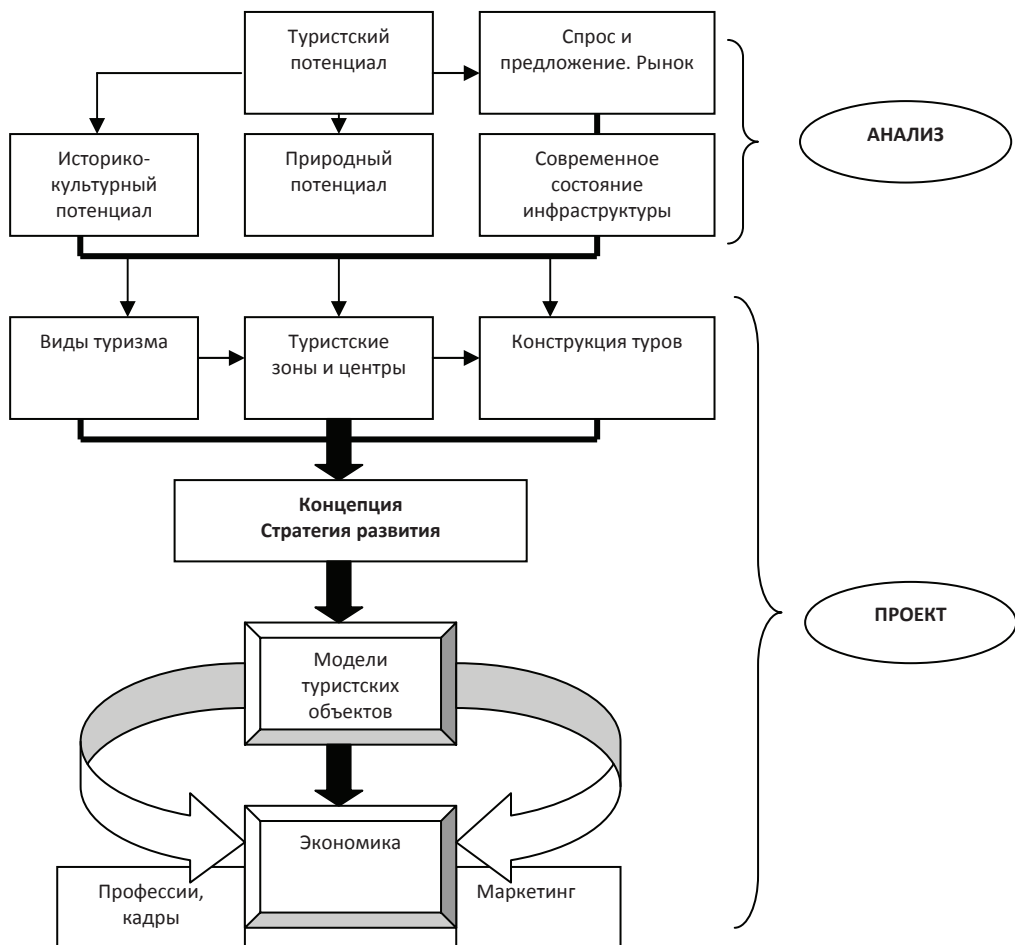 Туристский
потенциал
Спрос и
предложение. Рынок
АНАЛИЗ
Историко-
культурный
потенциал
Природный
потенциал
Современное
состояние
инфраструктуры
Виды туризма
Туристские
зоны и центры
Конструкция туров
Концепция
Стратегия развития
ПРОЕКТ
Модели
туристских
объектов
Экономика
Профессии,
кадры
Маркетинг